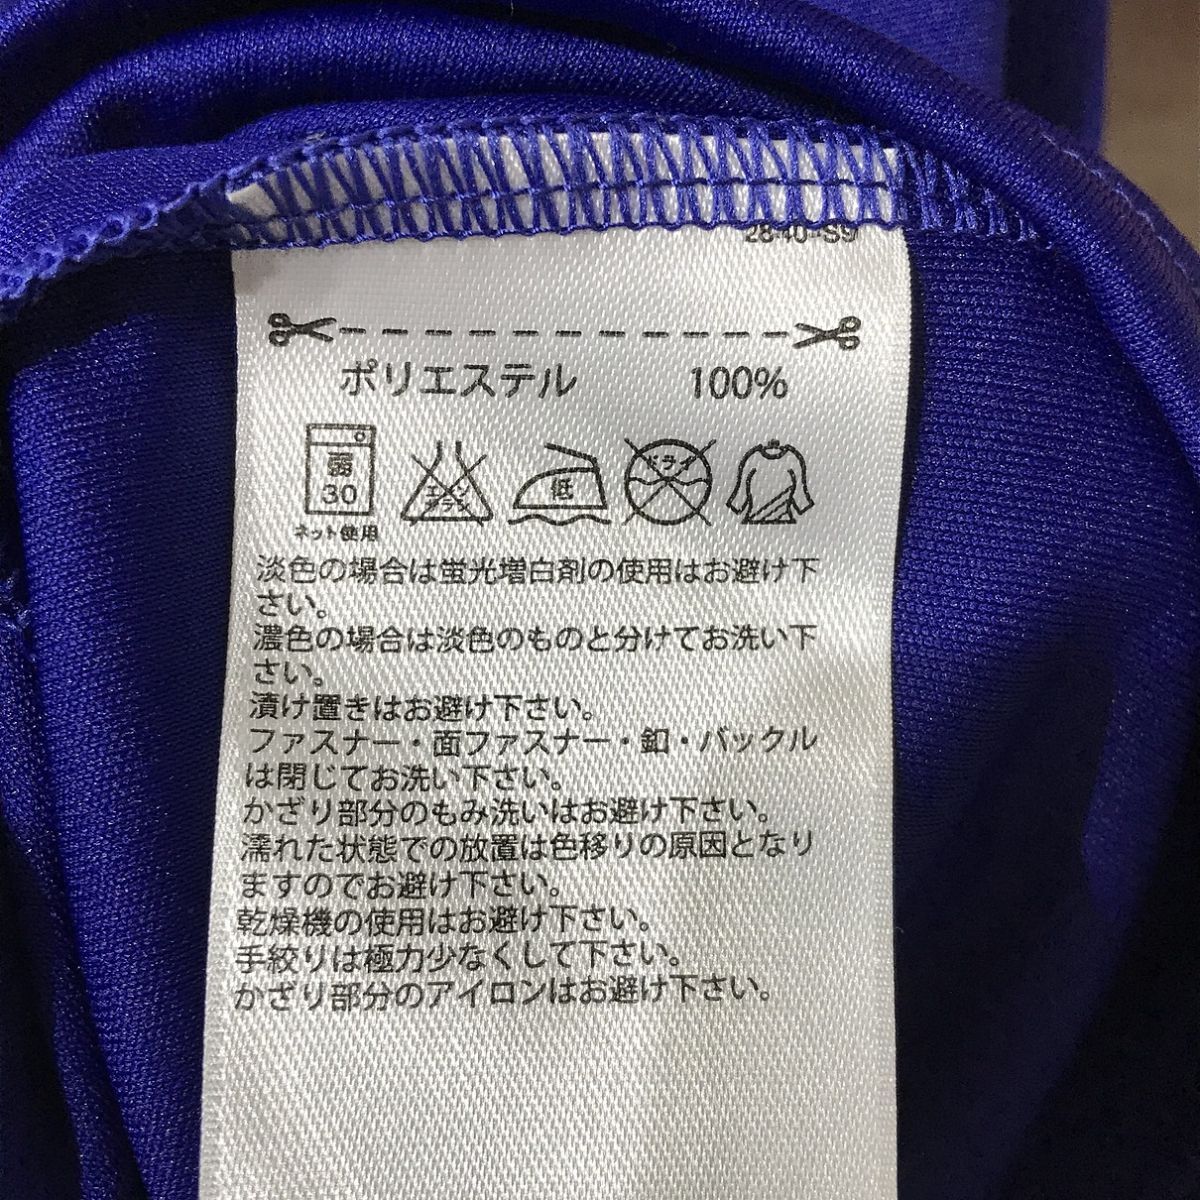 2840-S9
ポリエステル 100%
弱
30
ネット使用
エンソ
サラシ
低
ドライ
淡色の場合は蛍光増白剤の使用はお避け下
さい。
濃色の場合は淡色のものと分けてお洗い下
さい。
漬け置きはお避け下さい。
ファスナー・面ファスナー・釦・バックル
は閉じてお洗い下さい。
かざり部分のもみ洗いはお避け下さい。
濡れた状態での放置は色移りの原因となり
ますのでお避け下さい。
乾燥機の使用はお避け下さい。
手絞りは極力少なくして下さい。
かざり部分のアイロンはお避け下さい。